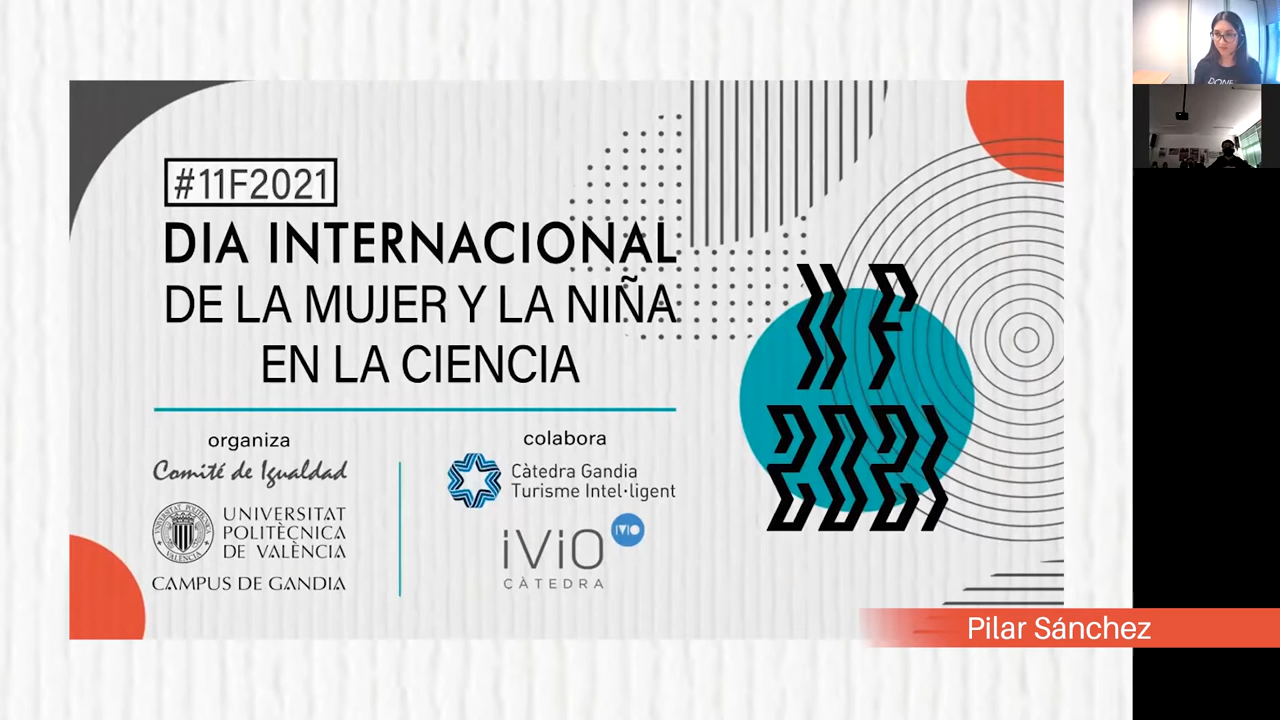 #11F2021
DIA INTERNACIONAL
DE LA MUJER Y LA NIÑA
EN LA CIENCIA
organiza
Comité de Igualdad
UNIVERSITAT
POLITÈCNICA
DE VALÈNCIA
CAMPUS DE GANDIA
colabora
Càtedra Gandia
Turisme Intel·ligent
iViO
iViO
CÀTEDRA
11F
2021
Pilar Sánchez